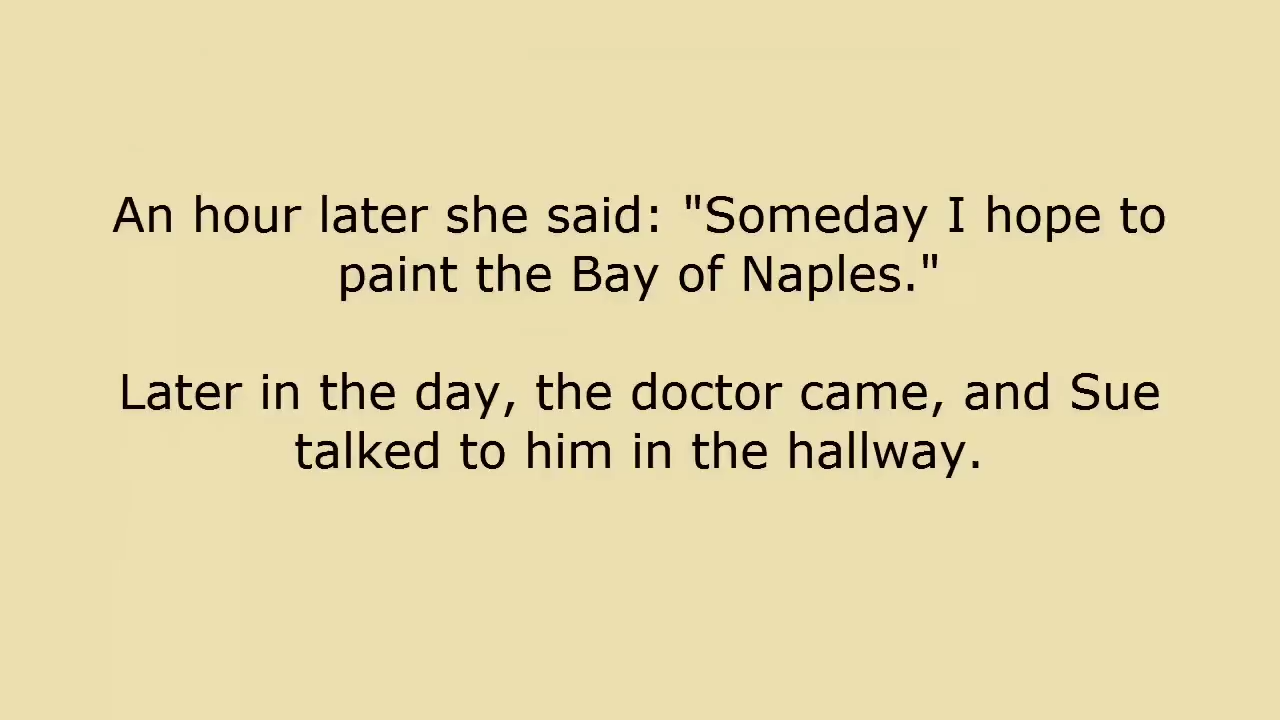 An hour later she said: "Someday I hope to
paint the Bay of Naples."
Later in the day, the doctor came, and Sue
talked to him in the hallway.